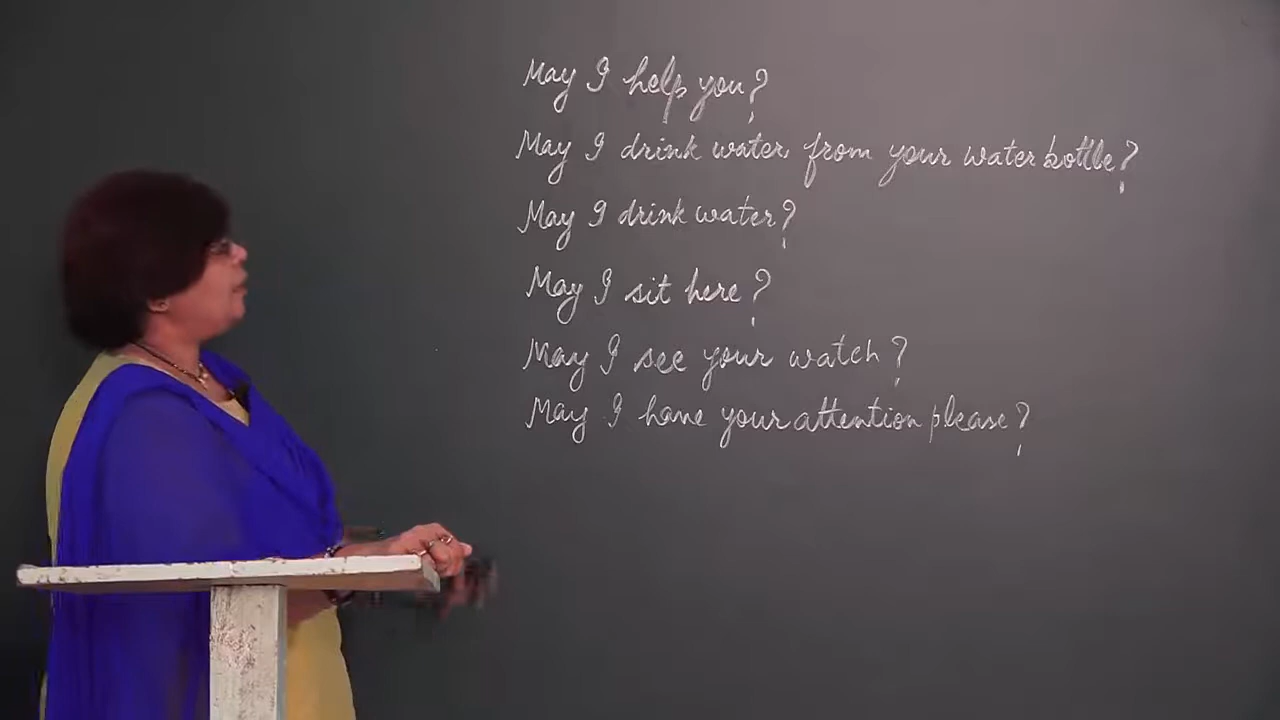 May I help you?
May I drink water from your water bottle?
May I drink water?
May I sit here?
May I see your watch?
May I have your attention please?